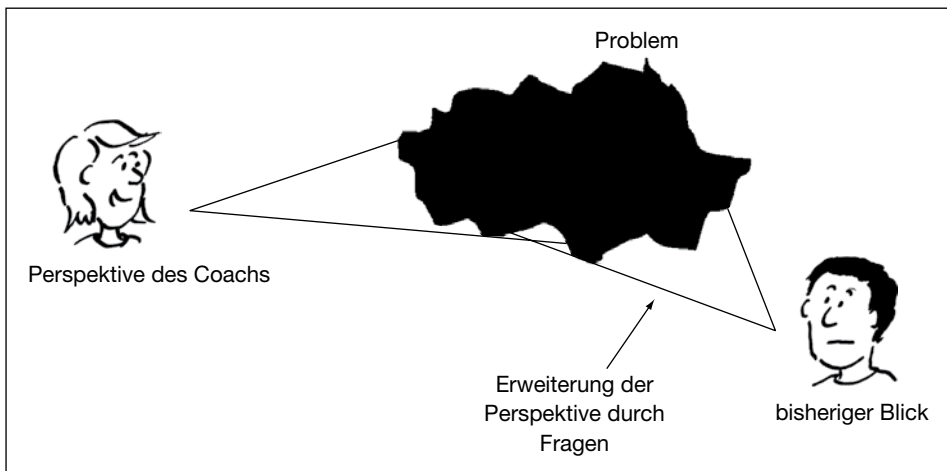 Problem
Perspektive des Coachs
Erweiterung der
Perspektive durch
Fragen
bisheriger Blick